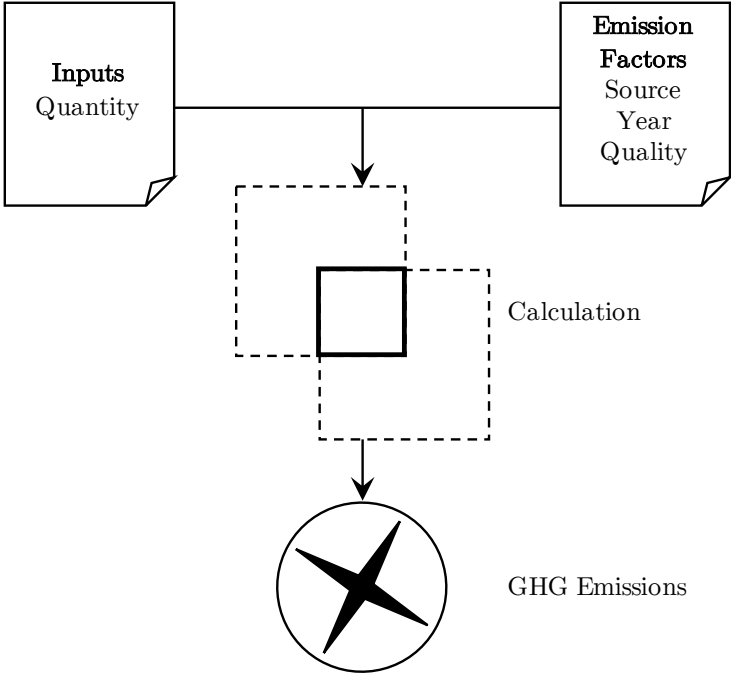 Inputs
Quantity
Emission
Factors
Source
Year
Quality
Calculation
GHG Emissions